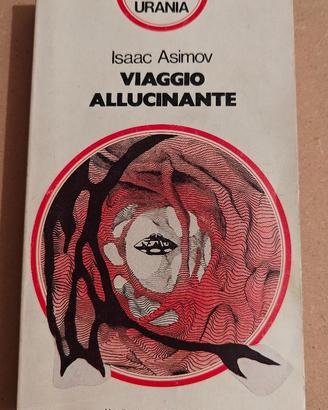 URANIA
Isaac Asimov
VIAGGIO
ALLUCINANTE